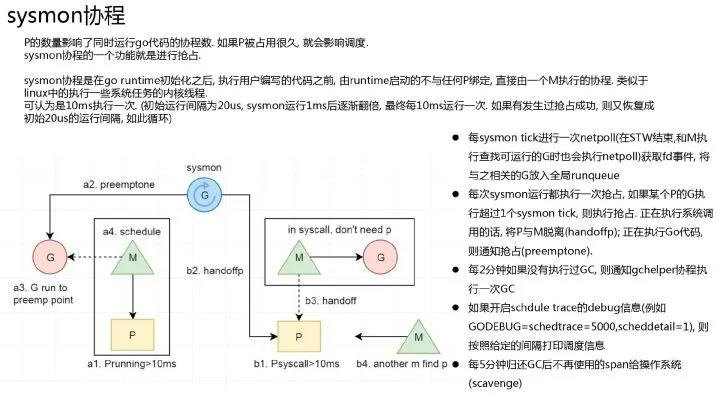 sysmon协程
P的数量影响了同时运行go代码的协程数. 如果P被占用很久, 就会影响调度.
sysmon协程的一个功能就是进行抢占.
sysmon协程是在go runtime初始化之后, 执行用户编写的代码之前, 由runtime启动的不与任何P绑定, 直接由一个M执行的协程. 类似于
linux中的执行一些系统任务的内核线程.
可认为是10ms执行一次. (初始运行间隔为20us, sysmon运行1ms后逐渐翻倍, 最终每10ms运行一次. 如果有发生过抢占成功, 则又恢复成
初始20us的运行间隔, 如此循环)
sysmon
G
a2. preemptone
a4. schedule
G
M
a3. G run to
preemp point
P
a1. Prunning>10ms
b2. handoffp
in syscall, don't need p
M
G
b3. handoff
P
M
b1. Psyscall>10ms
b4. another m find p
● 每sysmon tick进行一次netpoll(在STW结束,和M执
行查找可运行的G时也会执行netpoll)获取fd事件, 将
与之相关的G放入全局runqueue
● 每次sysmon运行都执行一次抢占, 如果某个P的G执
行超过1个sysmon tick, 则执行抢占. 正在执行系统调
用的话, 将P与M脱离(handoffp); 正在执行Go代码,
则通知抢占(preemptone).
● 每2分钟如果没有执行过GC, 则通知gchelper协程执
行一次GC
● 如果开启schdule trace的debug信息(例如
GODEBUG=schedtrace=5000,scheddetail=1), 则
按照给定的间隔打印调度信息
● 每5分钟归还GC后不再使用的span给操作系统
(scavenge)